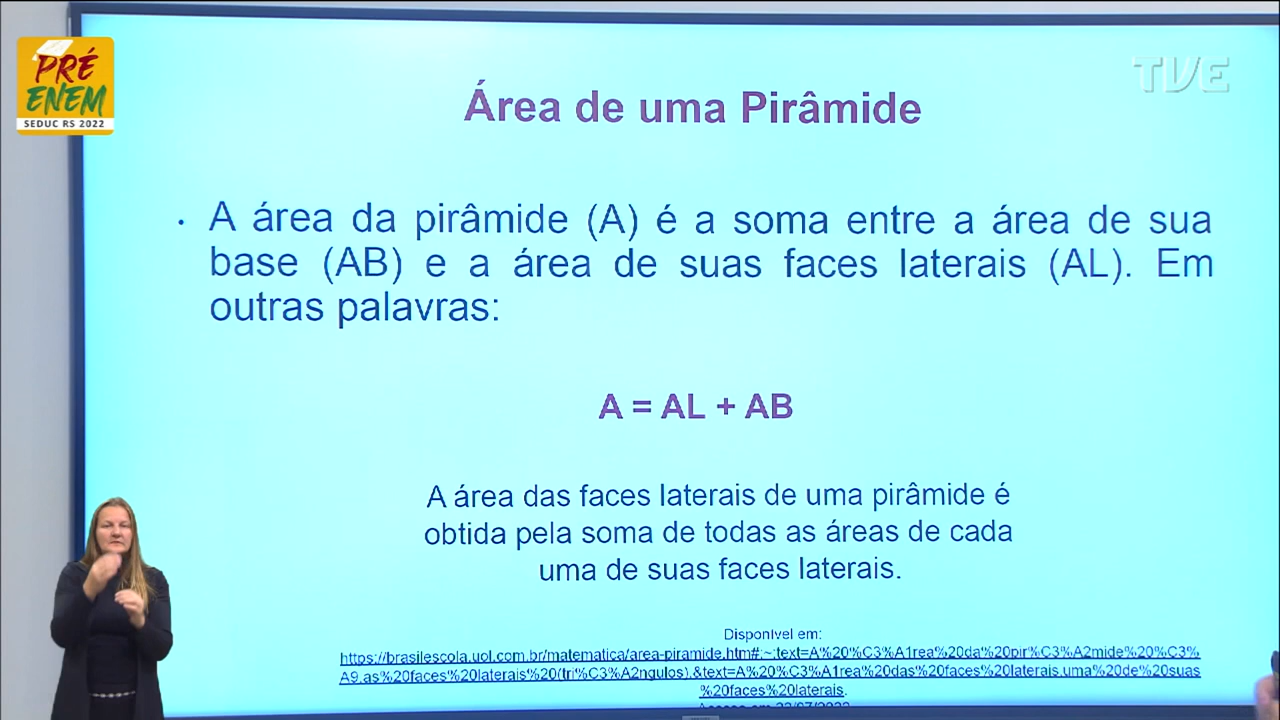 PRÉ
ENEM
SEDUC RS 2022
TVE
Área de uma Pirâmide
• A área da pirâmide (A) é a soma entre a área de sua
base (AB) e a área de suas faces laterais (AL). Em
outras palavras:
A = AL + AB
A área das faces laterais de uma pirâmide é
obtida pela soma de todas as áreas de cada
uma de suas faces laterais.
Disponível em:
https://brasilescola.uol.com.br/matematica/area-piramide.htm#:~:text=A%20%C3%A1rea%20da%20pir%C3%A2mide%20%C3%
A9,as%20faces%20laterais%20(tri%C3%A2ngulos).&text=A%20%C3%A1rea%20das%20faces%20laterais,uma%20de%20suas
%20faces%20laterais.